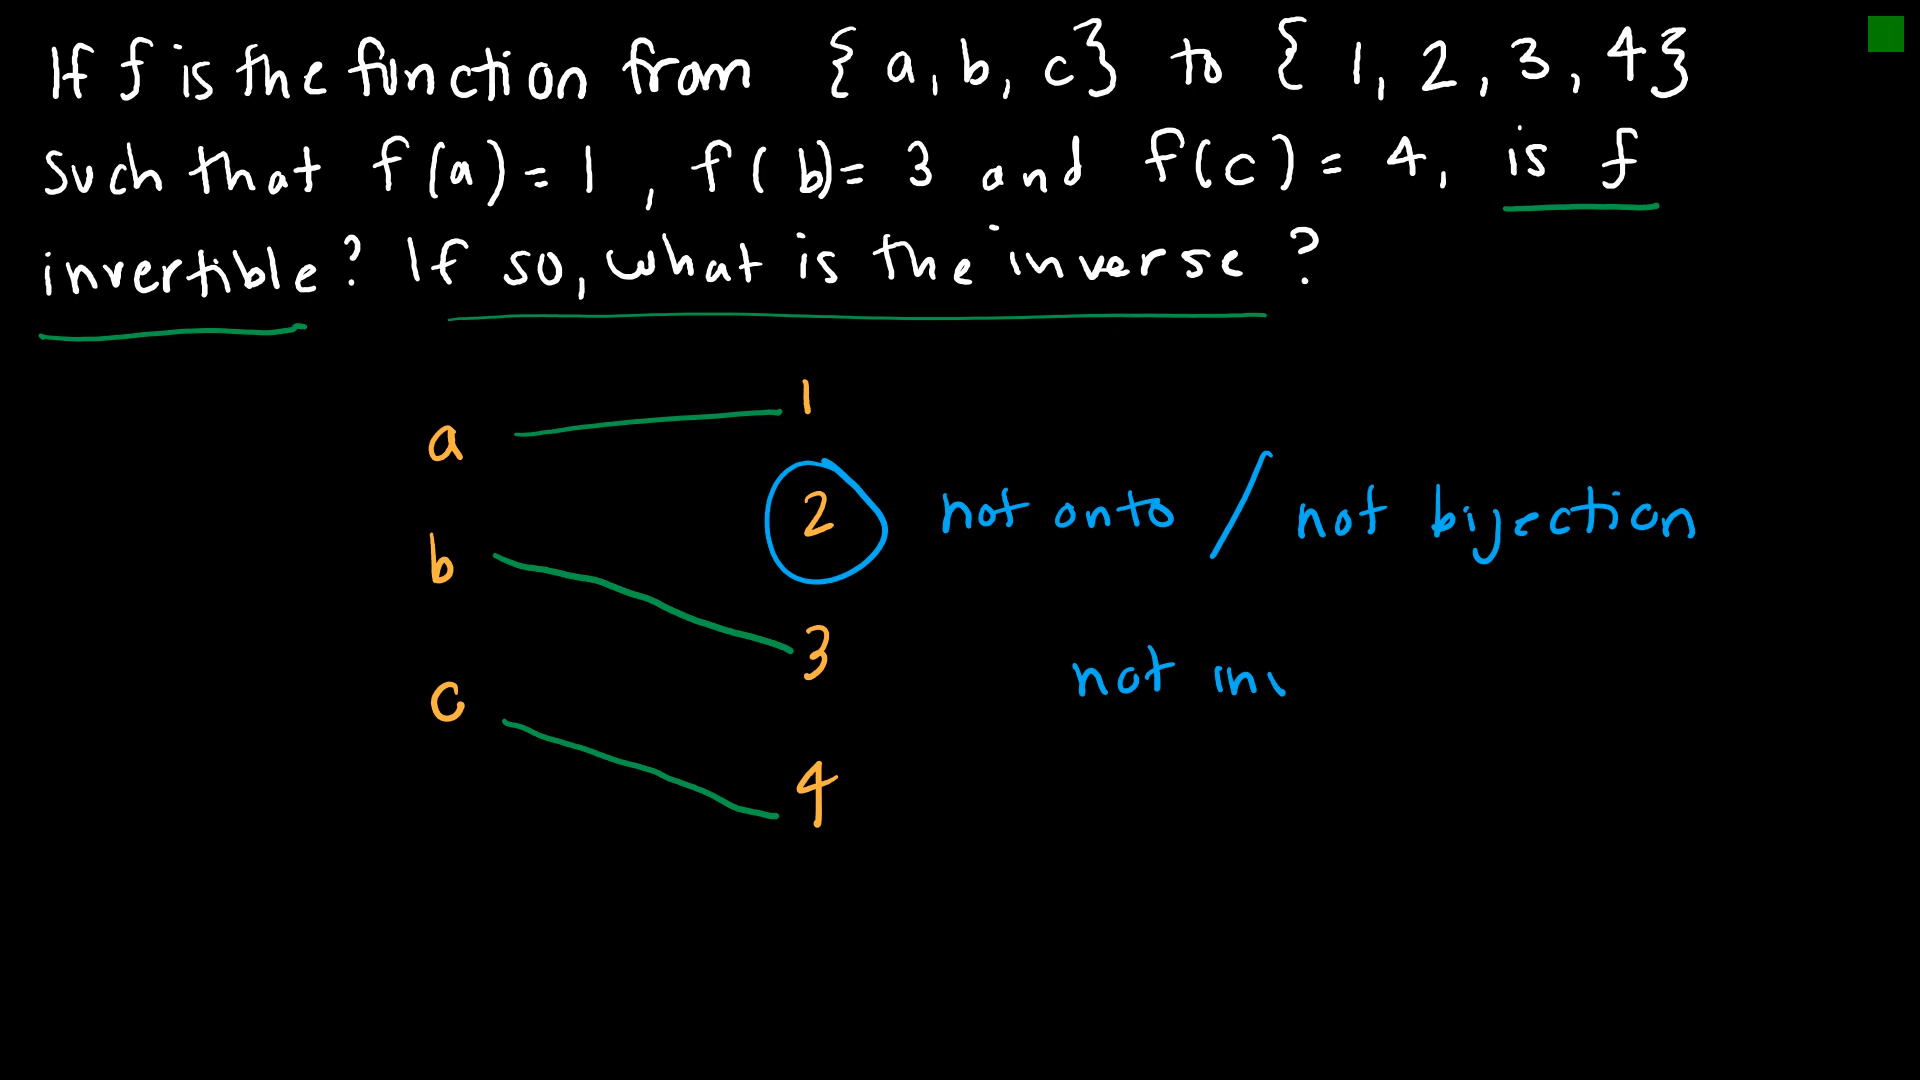 If f is the function from {a, b, c} to {1, 2, 3, 4}
Such that f(a) = 1, f(b) = 3 and f(c) = 4, is f
invertible? If so, what is the inverse?
1
a
2 not onto / not bijection
b
3
not inv
c
4